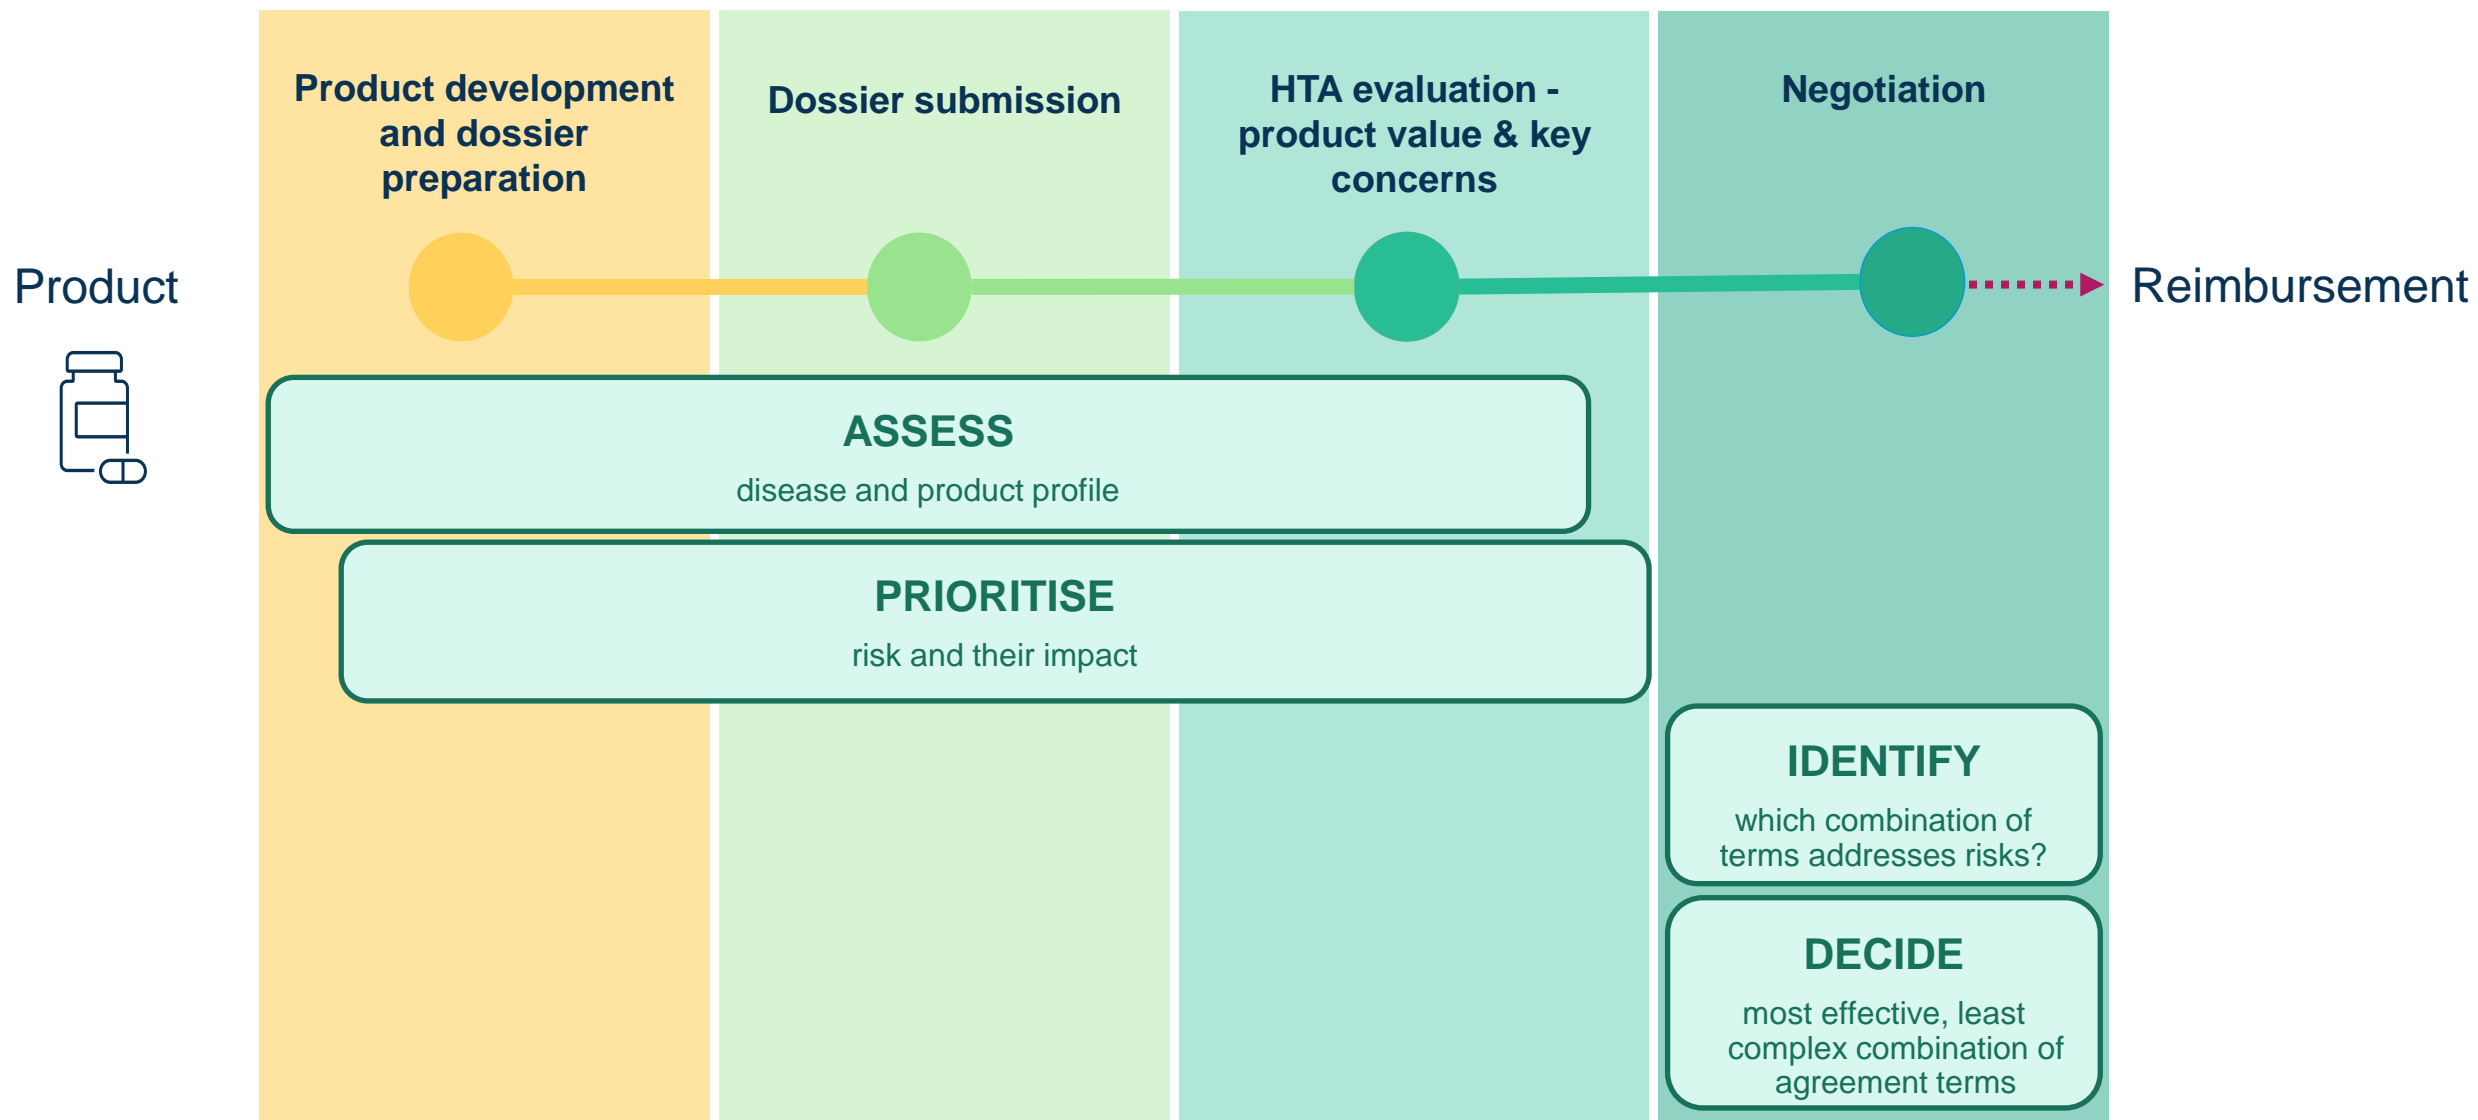 Product development
and dossier
preparation
Dossier submission
HTA evaluation -
product value & key
concerns
Negotiation
Product
Reimbursement
ASSESS
disease and product profile
PRIORITISE
risk and their impact
IDENTIFY
which combination of
terms addresses risks?
DECIDE
most effective, least
complex combination of
agreement terms